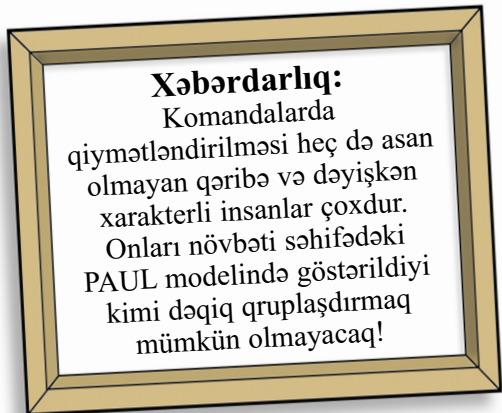 Xəbərdarlıq:
Komandalarda
qiymətləndirilməsi heç də asan
olmayan qəribə və dəyişkən
xarakterli insanlar çoxdur.
Onları növbəti səhifədəki
PAUL modelində göstərildiyi
kimi dəqiq qruplaşdırmaq
mümkün olmayacaq!